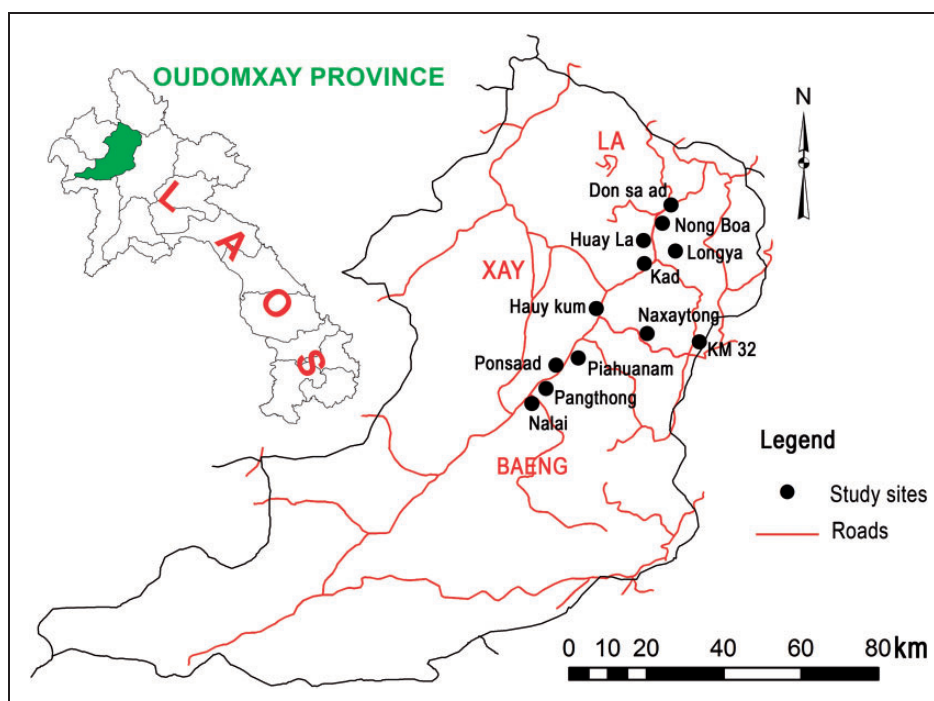 OUDOMXAY PROVINCE
L
A
O
S
N
LA
Don sa ad
Nong Boa
Huay La
Longya
XAY
Kad
Hauy kum
Naxaytong
KM 32
Ponsaad
Piahuanam
Pangthong
Nalai
BAENG
Legend
Study sites
Roads
0 10 20 40 60 80 km